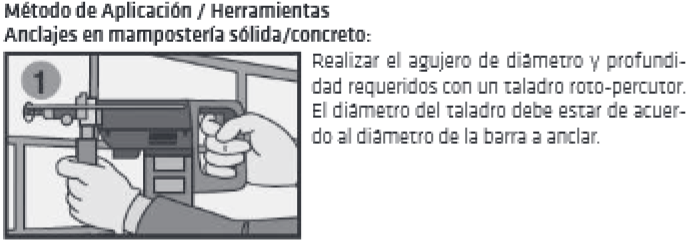 Método de Aplicación / Herramientas
Anclajes en mampostería sólida/concreto:
1
Realizar el agujero de diámetro y profundi-
dad requeridos con un taladro roto-percutor.
El diámetro del taladro debe estar de acuer-
do al diámetro de la barra a anclar.